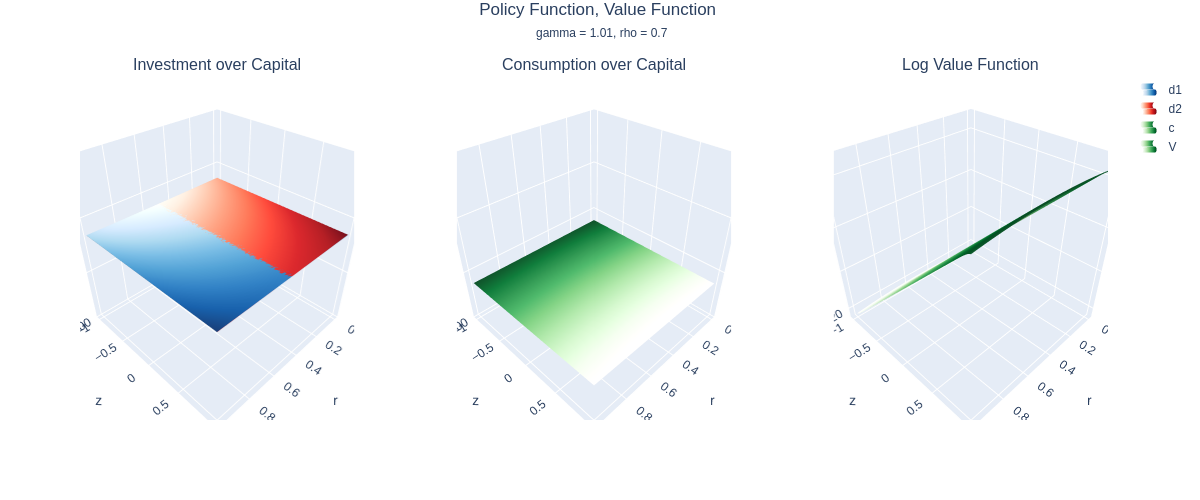 Policy Function, Value Function
gamma = 1.01, rho = 0.7
Investment over Capital
Consumption over Capital
Log Value Function
d1
d2
c
V
−0.5
0
0.5
z
0.2
0.4
0.6
0.8
r
−0.5
0
0.5
z
0.2
0.4
0.6
0.8
r
−1
−0.5
0
0.5
z
0.2
0.4
0.6
0.8
r